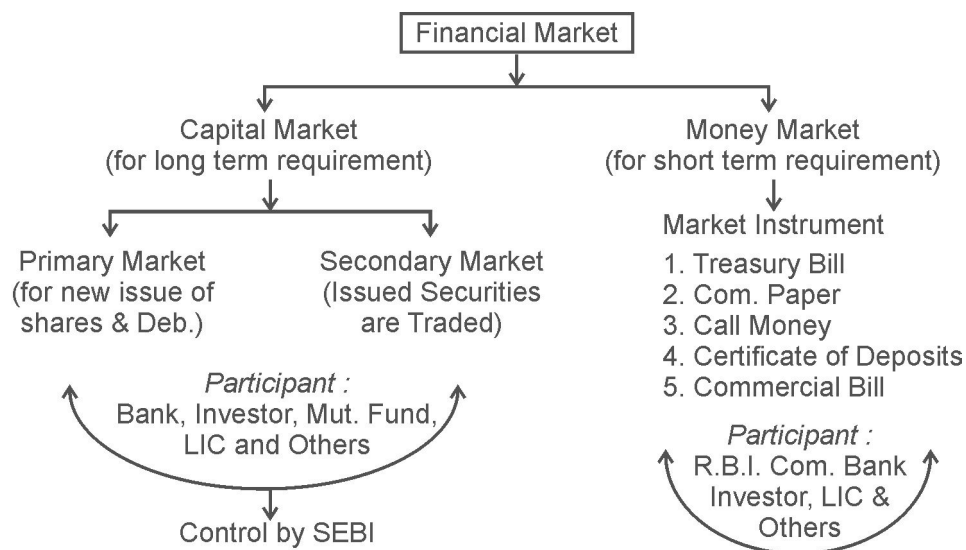 Financial Market
Capital Market
(for long term requirement)
Money Market
(for short term requirement)
Primary Market
(for new issue of
shares & Deb.)
Secondary Market
(Issued Securities
are Traded)
Participant :
Bank, Investor, Mut. Fund,
LIC and Others
Control by SEBI
Market Instrument
1. Treasury Bill
2. Com. Paper
3. Call Money
4. Certificate of Deposits
5. Commercial Bill
Participant :
R.B.I. Com. Bank
Investor, LIC &
Others